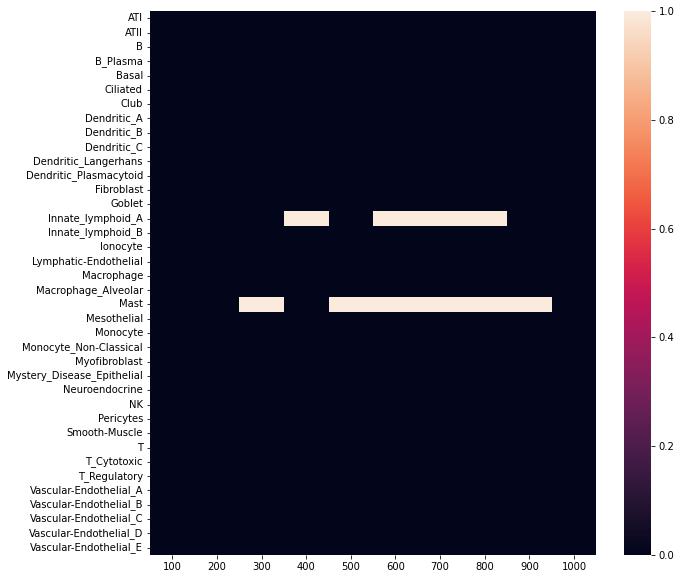 ATI
ATII
B
B_Plasma
Basal
Ciliated
Club
Dendritic_A
Dendritic_B
Dendritic_C
Dendritic_Langerhans
Dendritic_Plasmacytoid
Fibroblast
Goblet
Innate_lymphoid_A
Innate_lymphoid_B
Ionocyte
Lymphatic-Endothelial
Macrophage
Macrophage_Alveolar
Mast
Mesothelial
Monocyte
Monocyte_Non-Classical
Myofibroblast
Mystery_Disease_Epithelial
Neuroendocrine
NK
Pericytes
Smooth-Muscle
T
T_Cytotoxic
T_Regulatory
Vascular-Endothelial_A
Vascular-Endothelial_B
Vascular-Endothelial_C
Vascular-Endothelial_D
Vascular-Endothelial_E
100 200 300 400 500 600 700 800 900 1000
1.0
0.8
0.6
0.4
0.2
0.0